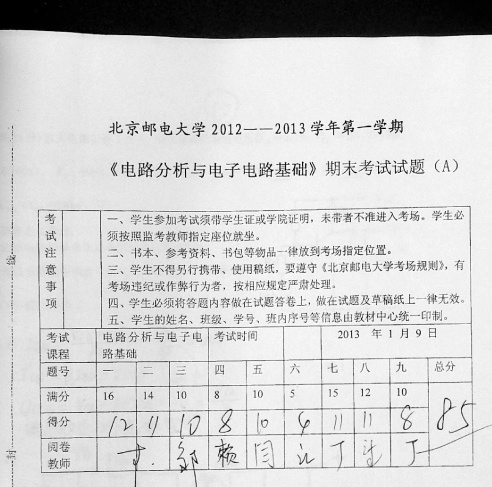 北京邮电大学2012——2013学年第一学期
《电路分析与电子电路基础》期末考试试题（A）
考试注意事项
一、学生参加考试须带学生证或学院证明，未带者不准进入考场。学生必
须按照监考教师指定座位就坐。
二、书本、参考资料、书包等物品一律放到考场指定位置。
三、学生不得另行携带、使用稿纸，要遵守《北京邮电大学考场规则》，有
考场违纪或作弊行为者，按相应规定严肃处理。
四、学生必须将答题内容做在试题答卷上，做在试题及草稿纸上一律无效。
五、学生的姓名、班级、学号、班内序号等信息由教材中心统一印制。
考试课程 电路分析与电子电路基础 考试时间 2013 年 1 月 9 日
题号 一 二 三 四 五 六 七 八 九 总分
满分 16 14 10 8 10 5 15 12 10
得分 12 11 10 8 10 4 11 11 8 85
阅卷教师 郭 赖 闫 丁 丁
封